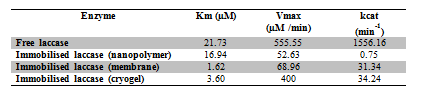 Enzyme Km (µM) Vmax kcat
(µM /min) (min⁻¹)
Free laccase 21.73 555.55 1556.16
Immobilised laccase (nanopolymer) 16.94 52.63 0.75
Immobilised laccase (membrane) 1.62 68.96 31.34
Immobilised laccase (cryogel) 3.60 400 34.24